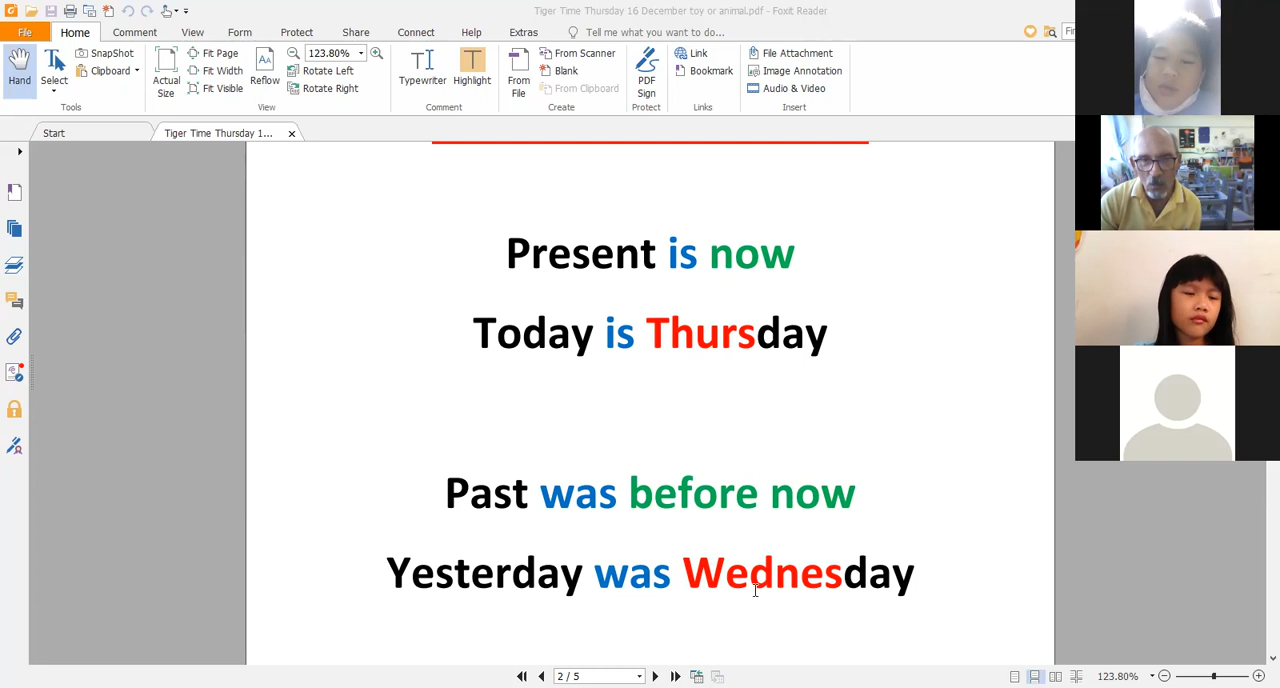 Tiger Time Thursday 16 December toy or animal.pdf - Foxit Reader
File Home Comment View Form Protect Share Connect Help Extras Tell me what you want to do...
Hand
Select
SnapShot
Clipboard
Tools
Actual Size
Fit Page
Fit Width
Fit Visible
Reflow
123.80%
Rotate Left
Rotate Right
View
Typewriter
Highlight
Comment
From File
From Scanner
Blank
From Clipboard
Create
PDF Sign
Protect
Link
Bookmark
Links
File Attachment
Image Annotation
Audio & Video
Insert
Start
Tiger Time Thursday 1...
Present is now
Today is Thursday
Past was before now
Yesterday was Wednesday
2 / 5
123.80%